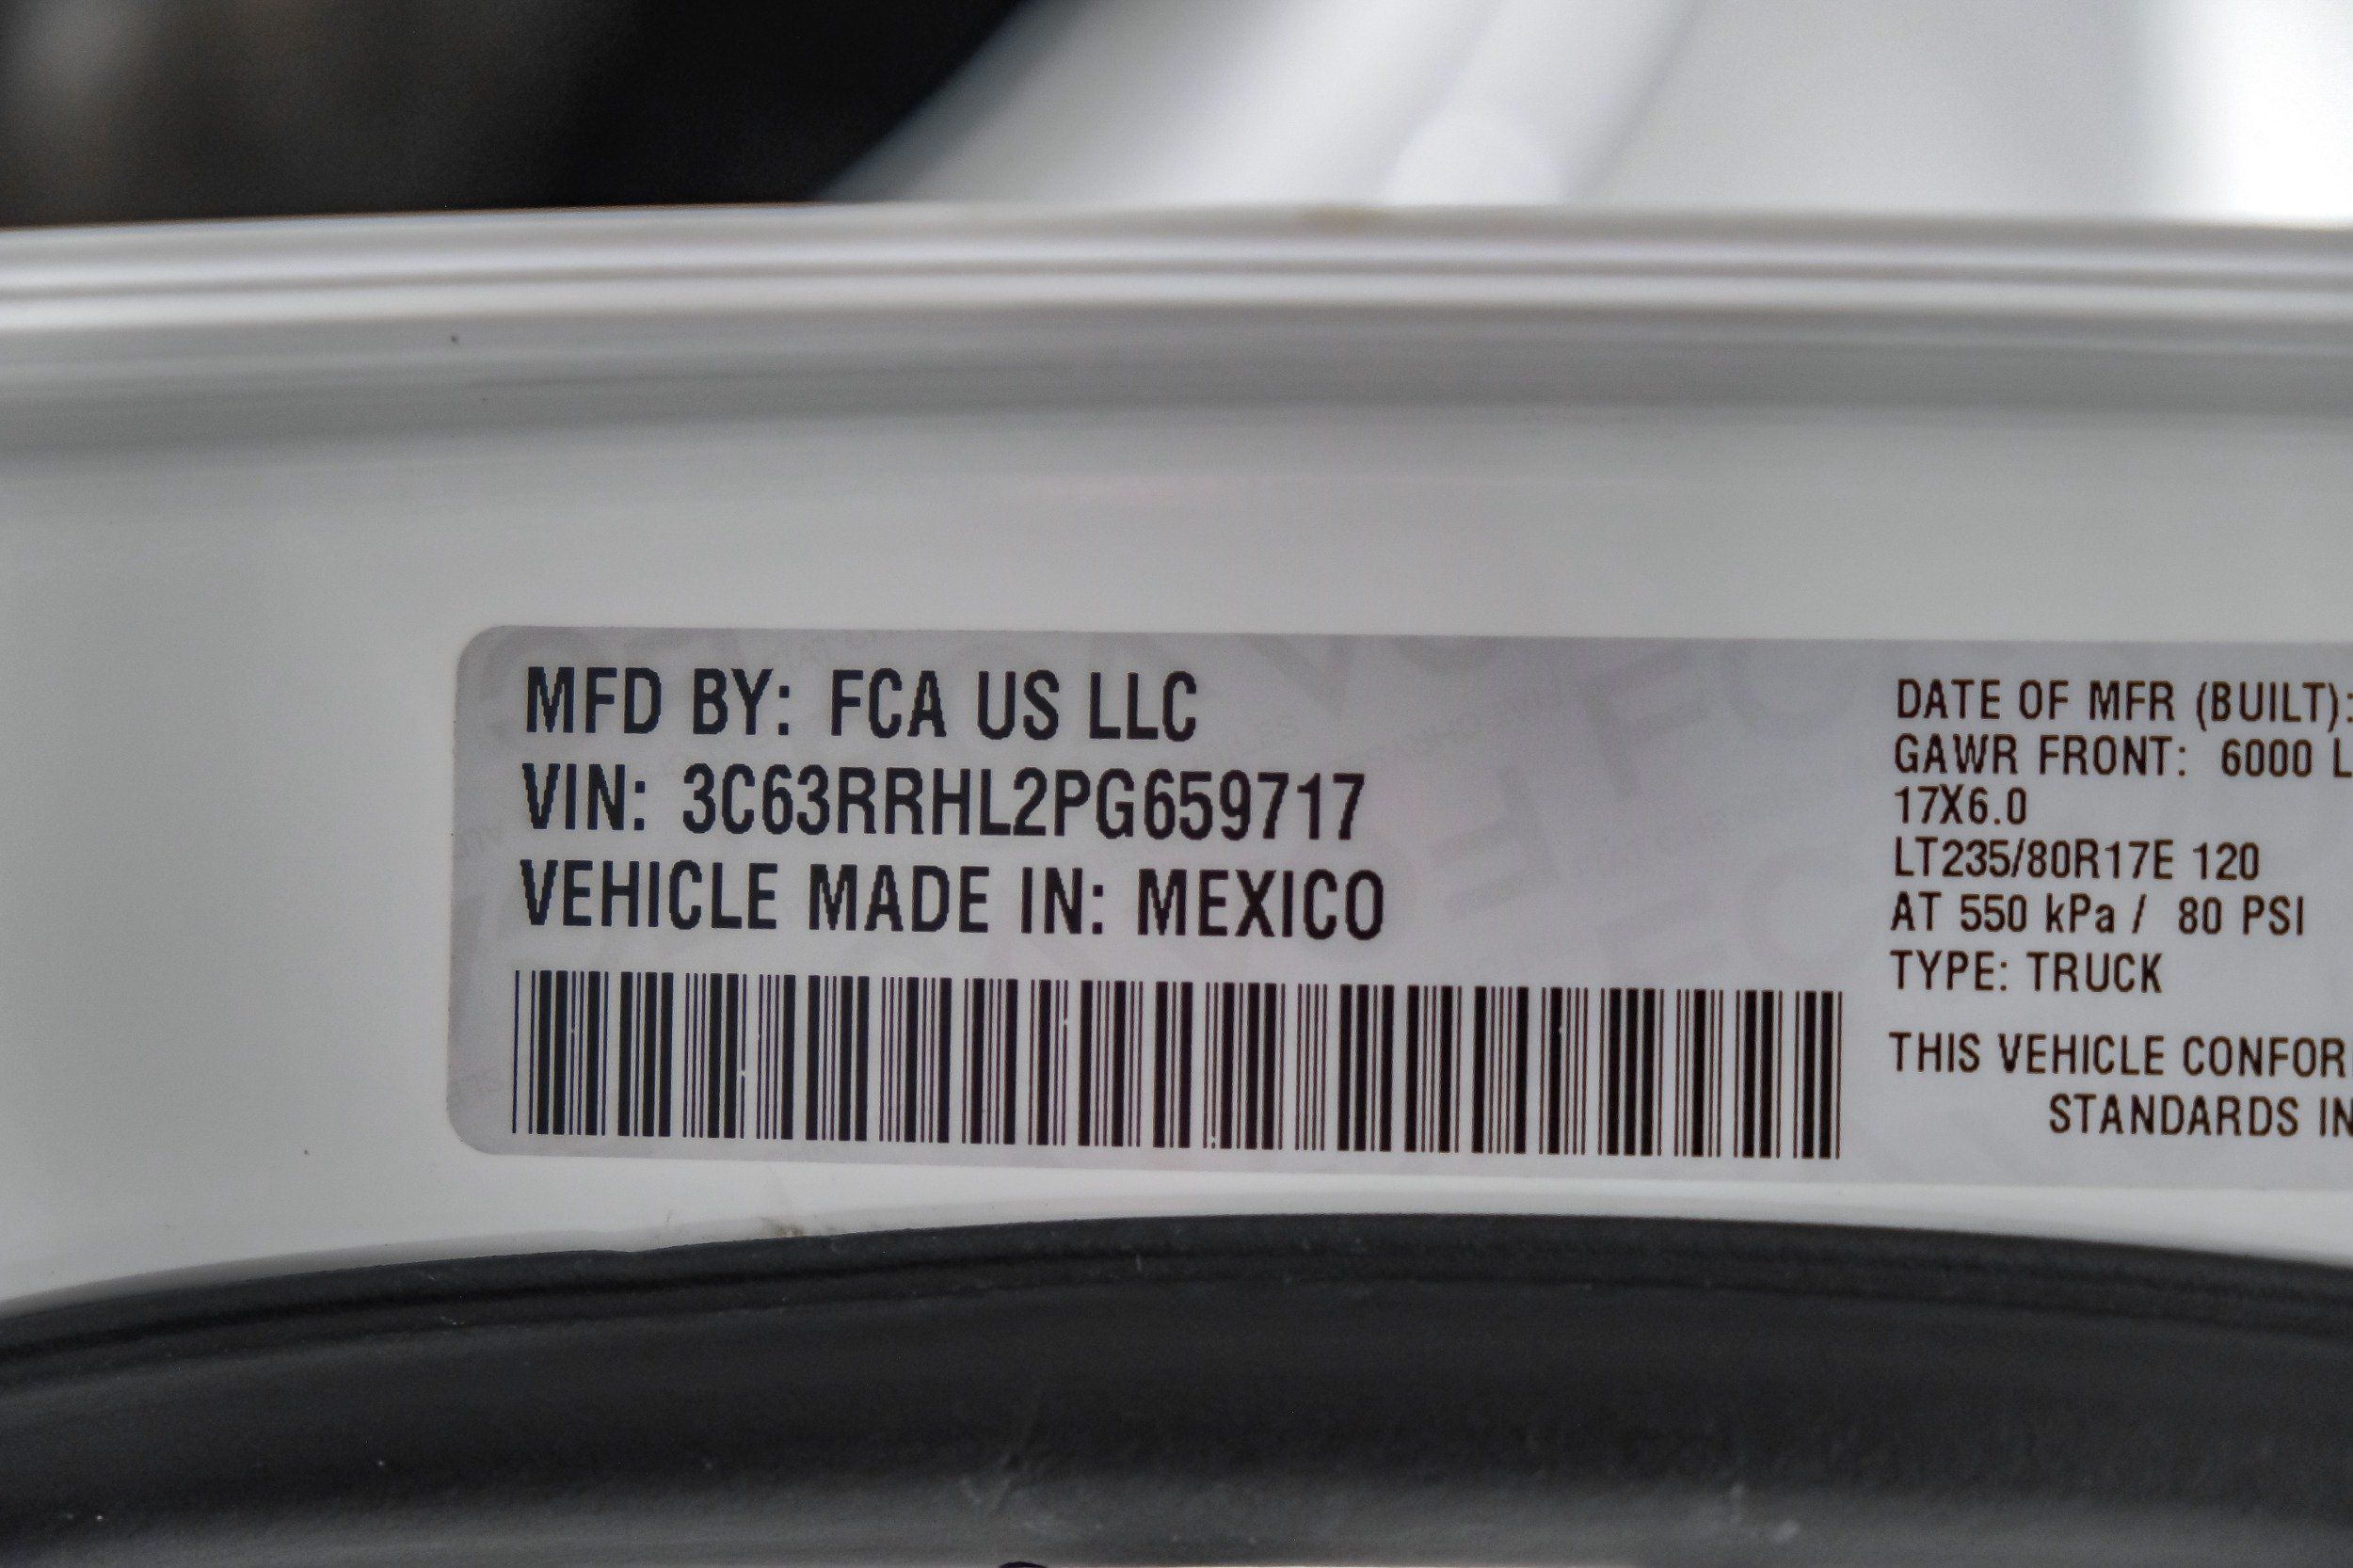 MFD BY: FCA US LLC
VIN: 3C63RRHL2PG659717
VEHICLE MADE IN: MEXICO
DATE OF MFR (BUILT):
GAWR FRONT: 6000 L
17X6.0
LT235/80R17E 120
AT 550 kPa / 80 PSI
TYPE: TRUCK
THIS VEHICLE CONFOR
STANDARDS IN